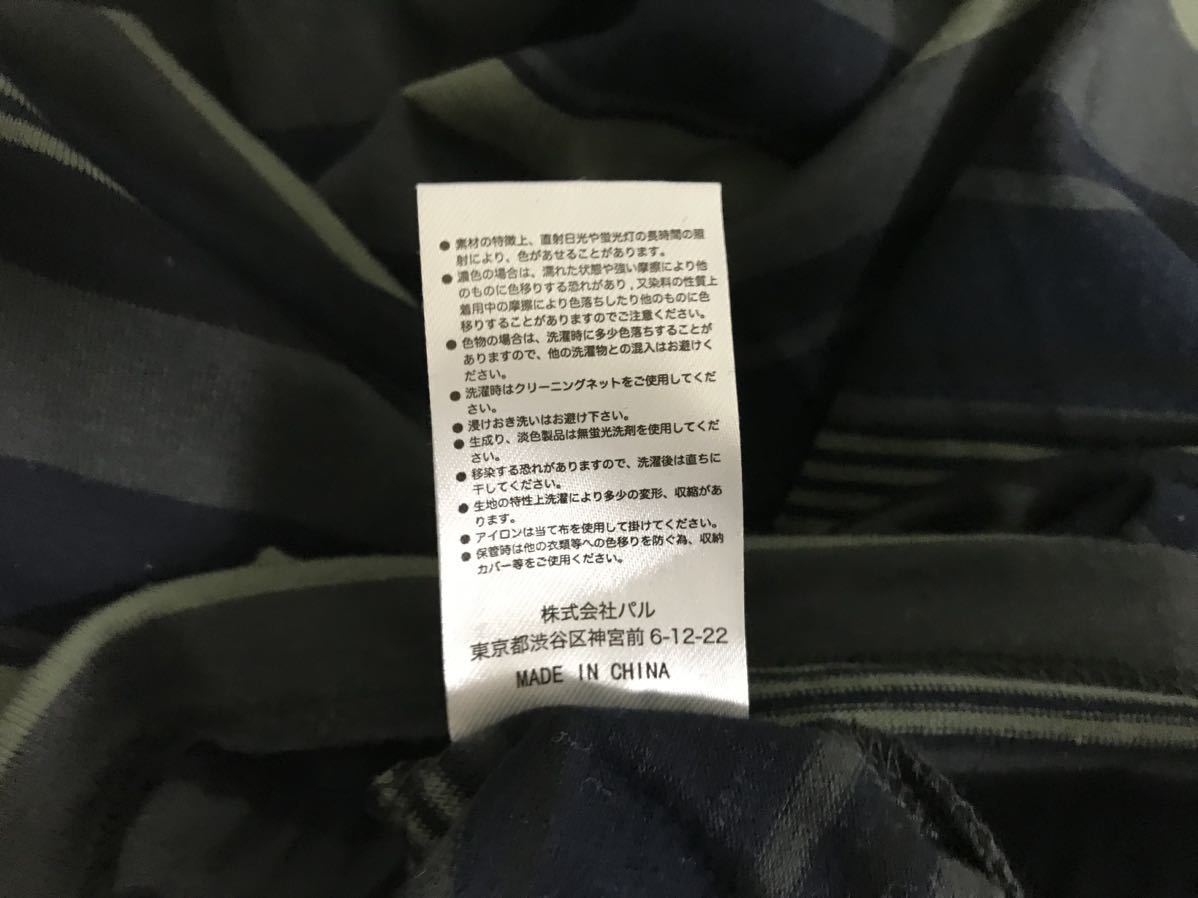 ● 素材の特徴上、直射日光や蛍光灯の長時間の照
射により、色があせることがあります。
● 濃色の場合は、濡れた状態や強い摩擦により他
のものに色移りする恐れがあり,又染料の性質上
着用中の摩擦により色落ちしたり他のものに色
移りすることがありますのでご注意ください。
● 色物の場合は、洗濯時に多少色落ちすることが
ありますので、他の洗濯物との混入はお避けく
ださい。
● 洗濯時はクリーニングネットをご使用してくだ
さい。
● 浸けおき洗いはお避け下さい。
● 生成り、淡色製品は無蛍光洗剤を使用してくだ
さい。
● 移染する恐れがありますので、洗濯後は直ちに
干してください。
● 生地の特性上洗濯により多少の変形、収縮があ
ります。
● アイロンは当て布を使用して掛けてください。
● 保管時は他の衣類等への色移りを防ぐ為、収納
カバー等をご使用ください。
株式会社パル
東京都渋谷区神宮前 6-12-22
MADE IN CHINA